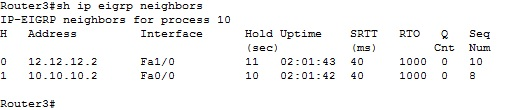 Router3#sh ip eigrp neighbors
IP-EIGRP neighbors for process 10
H   Address         Interface       Hold Uptime   SRTT   RTO  Q  Seq
                                    (sec)         (ms)        Cnt Num
0   12.12.12.2      Fa1/0           11  02:01:43  40     1000 0   10
1   10.10.10.2      Fa0/0           10  02:01:42  40     1000 0   8
Router3#